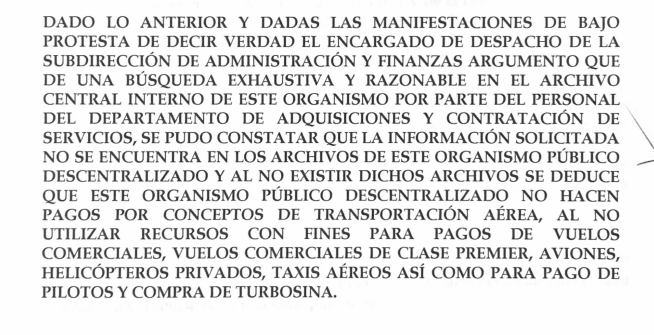 DADO LO ANTERIOR Y DADAS LAS MANIFESTACIONES DE BAJO
PROTESTA DE DECIR VERDAD EL ENCARGADO DE DESPACHO DE LA
SUBDIRECCIÓN DE ADMINISTRACIÓN Y FINANZAS ARGUMENTO QUE
DE UNA BÚSQUEDA EXHAUSTIVA Y RAZONABLE EN EL ARCHIVO
CENTRAL INTERNO DE ESTE ORGANISMO POR PARTE DEL PERSONAL
DEL DEPARTAMENTO DE ADQUISICIONES Y CONTRATACIÓN DE
SERVICIOS, SE PUDO CONSTATAR QUE LA INFORMACIÓN SOLICITADA
NO SE ENCUENTRA EN LOS ARCHIVOS DE ESTE ORGANISMO PÚBLICO
DESCENTRALIZADO Y AL NO EXISTIR DICHOS ARCHIVOS SE DEDUCE
QUE ESTE ORGANISMO PÚBLICO DESCENTRALIZADO NO HACEN
PAGOS POR CONCEPTOS DE TRANSPORTACIÓN AÉREA, AL NO
UTILIZAR RECURSOS CON FINES PARA PAGOS DE VUELOS
COMERCIALES, VUELOS COMERCIALES DE CLASE PREMIER, AVIONES,
HELICÓPTEROS PRIVADOS, TAXIS AÉREOS ASÍ COMO PARA PAGO DE
PILOTOS Y COMPRA DE TURBOSINA.